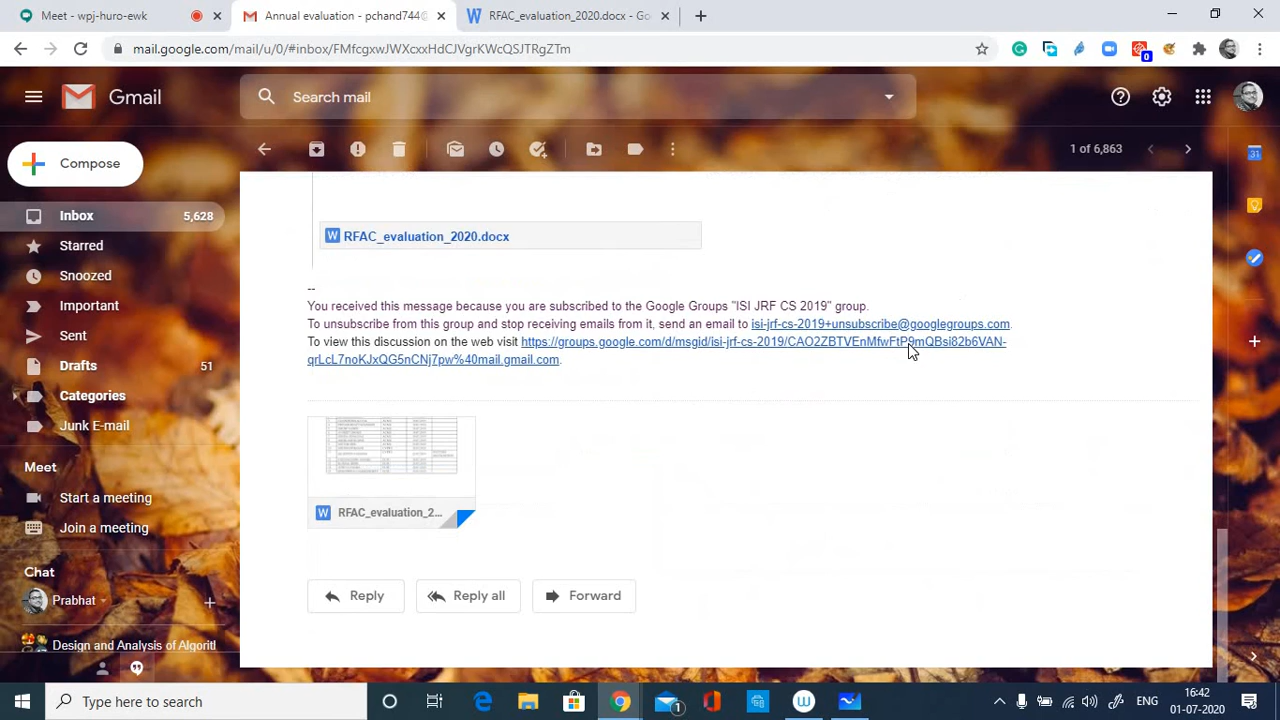 Meet - wpj-huro-ewk
Annual evaluation - pchand744@
RFAC_evaluation_2020.docx - Go
mail.google.com/mail/u/0/#inbox/FMfcgxwJWXcxxHdCJVgrKWcQSJTRgZTm
0
Gmail
Search mail
Compose
1 of 6,863
Inbox 5,628
Starred
Snoozed
Important
Sent
Drafts 51
Categories
Junk E-mail
Meet
Start a meeting
Join a meeting
Chat
Prabhat
Design and Analysis of Algoritl
RFAC_evaluation_2020.docx
--
You received this message because you are subscribed to the Google Groups "ISI JRF CS 2019" group.
To unsubscribe from this group and stop receiving emails from it, send an email to isi-jrf-cs-2019+unsubscribe@googlegroups.com.
To view this discussion on the web visit https://groups.google.com/d/msgid/isi-jrf-cs-2019/CAO2ZBTVEnMfwFtP9mQBsi82b6VAN-
qrLcL7noKJxQG5nCNj7pw%40mail.gmail.com.
W RFAC_evaluation_2...
Reply
Reply all
Forward
31
Type here to search
1
ENG
16:42
01-07-2020